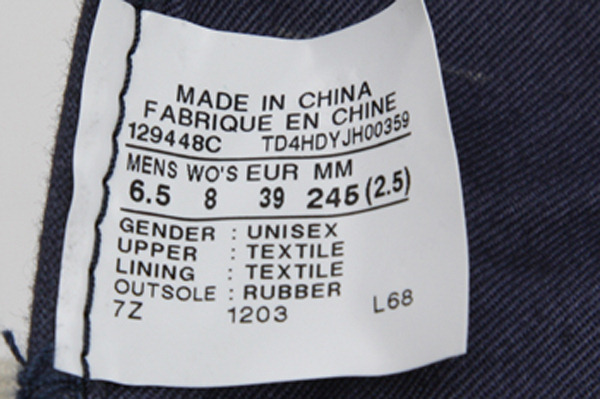 MADE IN CHINA
FABRIQUE EN CHINE
129448C TD4HDYJH00359
MENS WO'S EUR MM
6.5 8 39 245 (2.5)
GENDER : UNISEX
UPPER : TEXTILE
LINING : TEXTILE
OUTSOLE : RUBBER
7Z 1203 L68